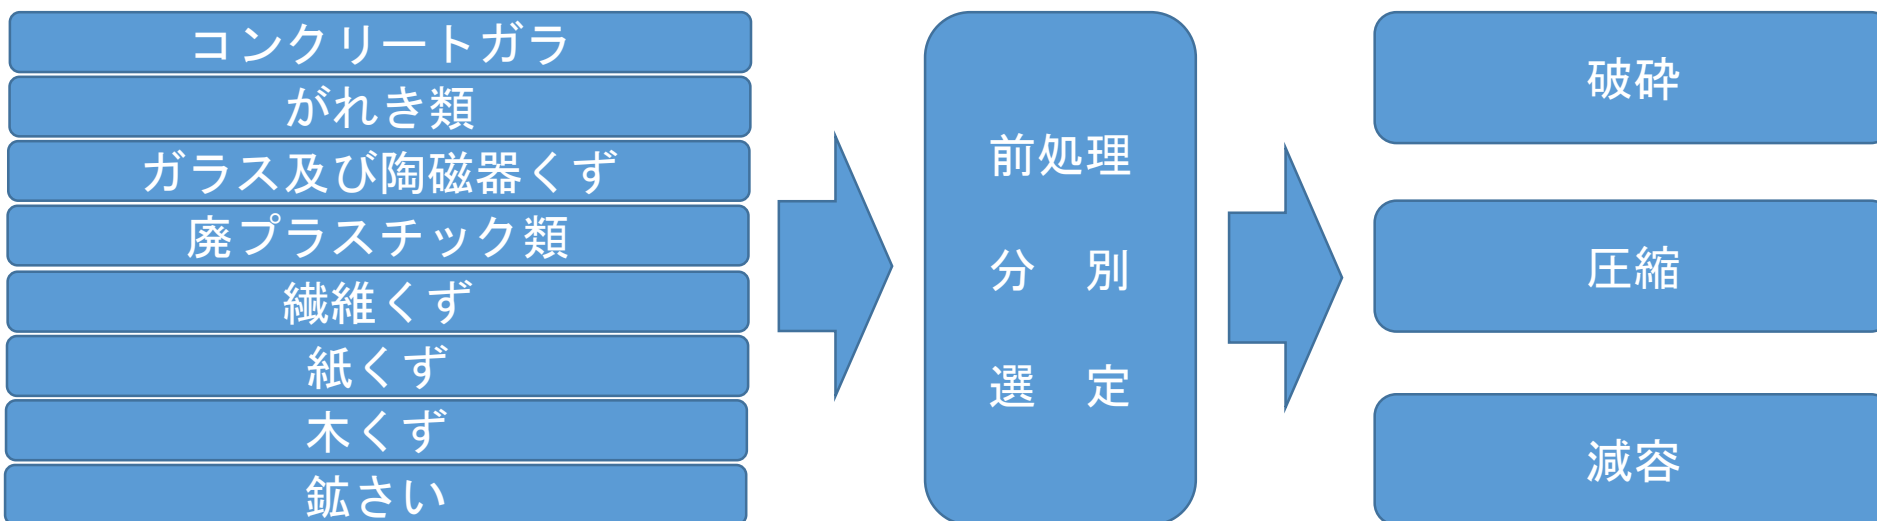 コンクリートガラ
がれき類
ガラス及び陶磁器くず
廃プラスチック類
繊維くず
紙くず
木くず
鉱さい
前処理
分　別
選　定
破砕
圧縮
減容